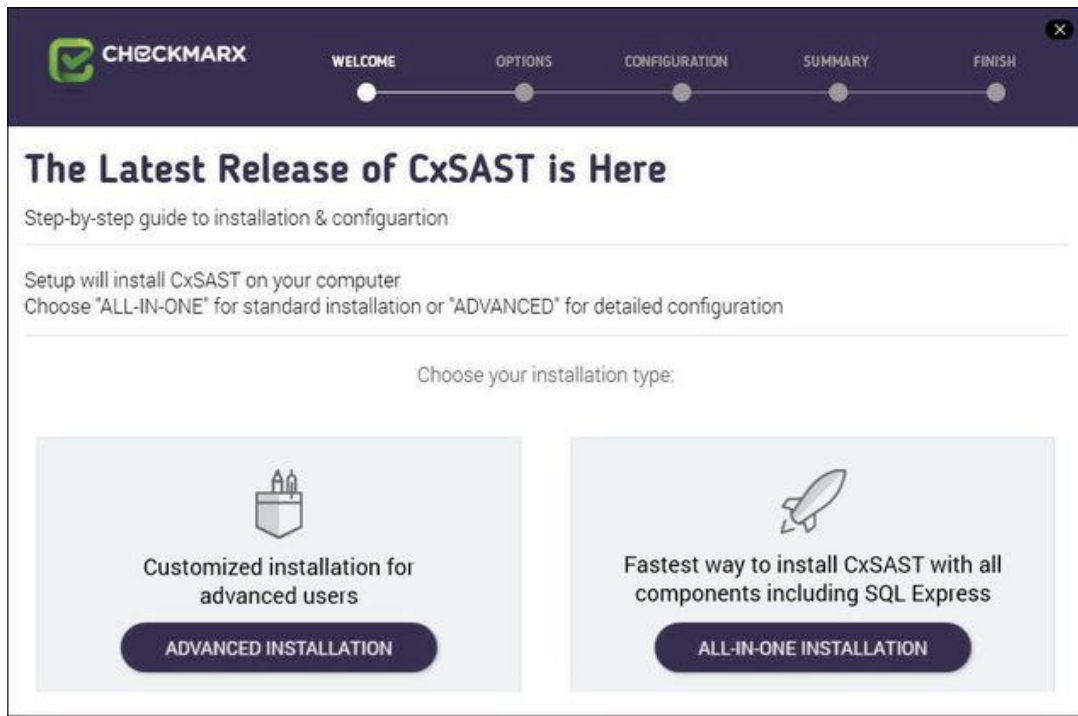 CHECKMARX
WELCOME
OPTIONS
CONFIGURATION
SUMMARY
FINISH
The Latest Release of CxSAST is Here
Step-by-step guide to installation & configuartion
Setup will install CxSAST on your computer
Choose "ALL-IN-ONE" for standard installation or "ADVANCED" for detailed configuration
Choose your installation type:
Customized installation for
advanced users
ADVANCED INSTALLATION
Fastest way to install CxSAST with all
components including SQL Express
ALL-IN-ONE INSTALLATION